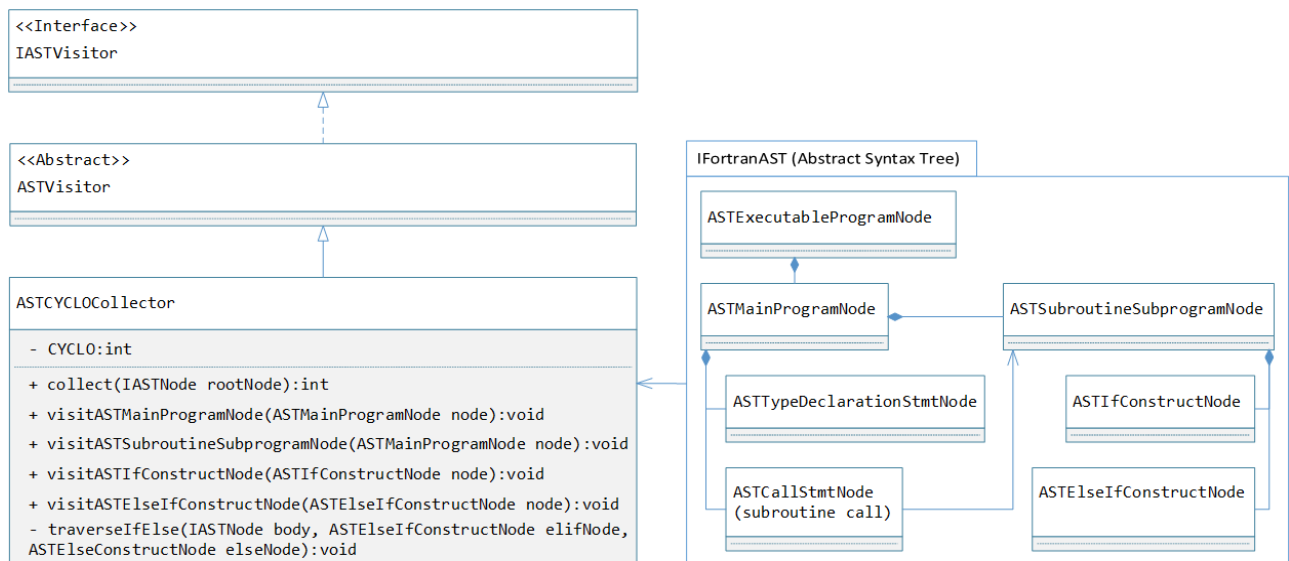 <<Interface>>
IASTVisitor
<<Abstract>>
ASTVisitor
ASTCYCLOCollector
- CYCLO:int
+ collect(IASTNode rootNode):int
+ visitASTMainProgramNode(ASTMainProgramNode node):void
+ visitASTSubroutineSubprogramNode(ASTMainProgramNode node):void
+ visitASTIfConstructNode(ASTIfConstructNode node):void
+ visitASTElseIfConstructNode(ASTElseIfConstructNode node):void
- traverseIfElse(IASTNode body, ASTElseIfConstructNode elifNode,
ASTElseConstructNode elseNode):void
IFortranAST (Abstract Syntax Tree)
ASTExecutableProgramNode
ASTMainProgramNode
ASTSubroutineSubprogramNode
ASTTypeDeclarationStmtNode
ASTIfConstructNode
ASTCallStmtNode
(subroutine call)
ASTElseIfConstructNode